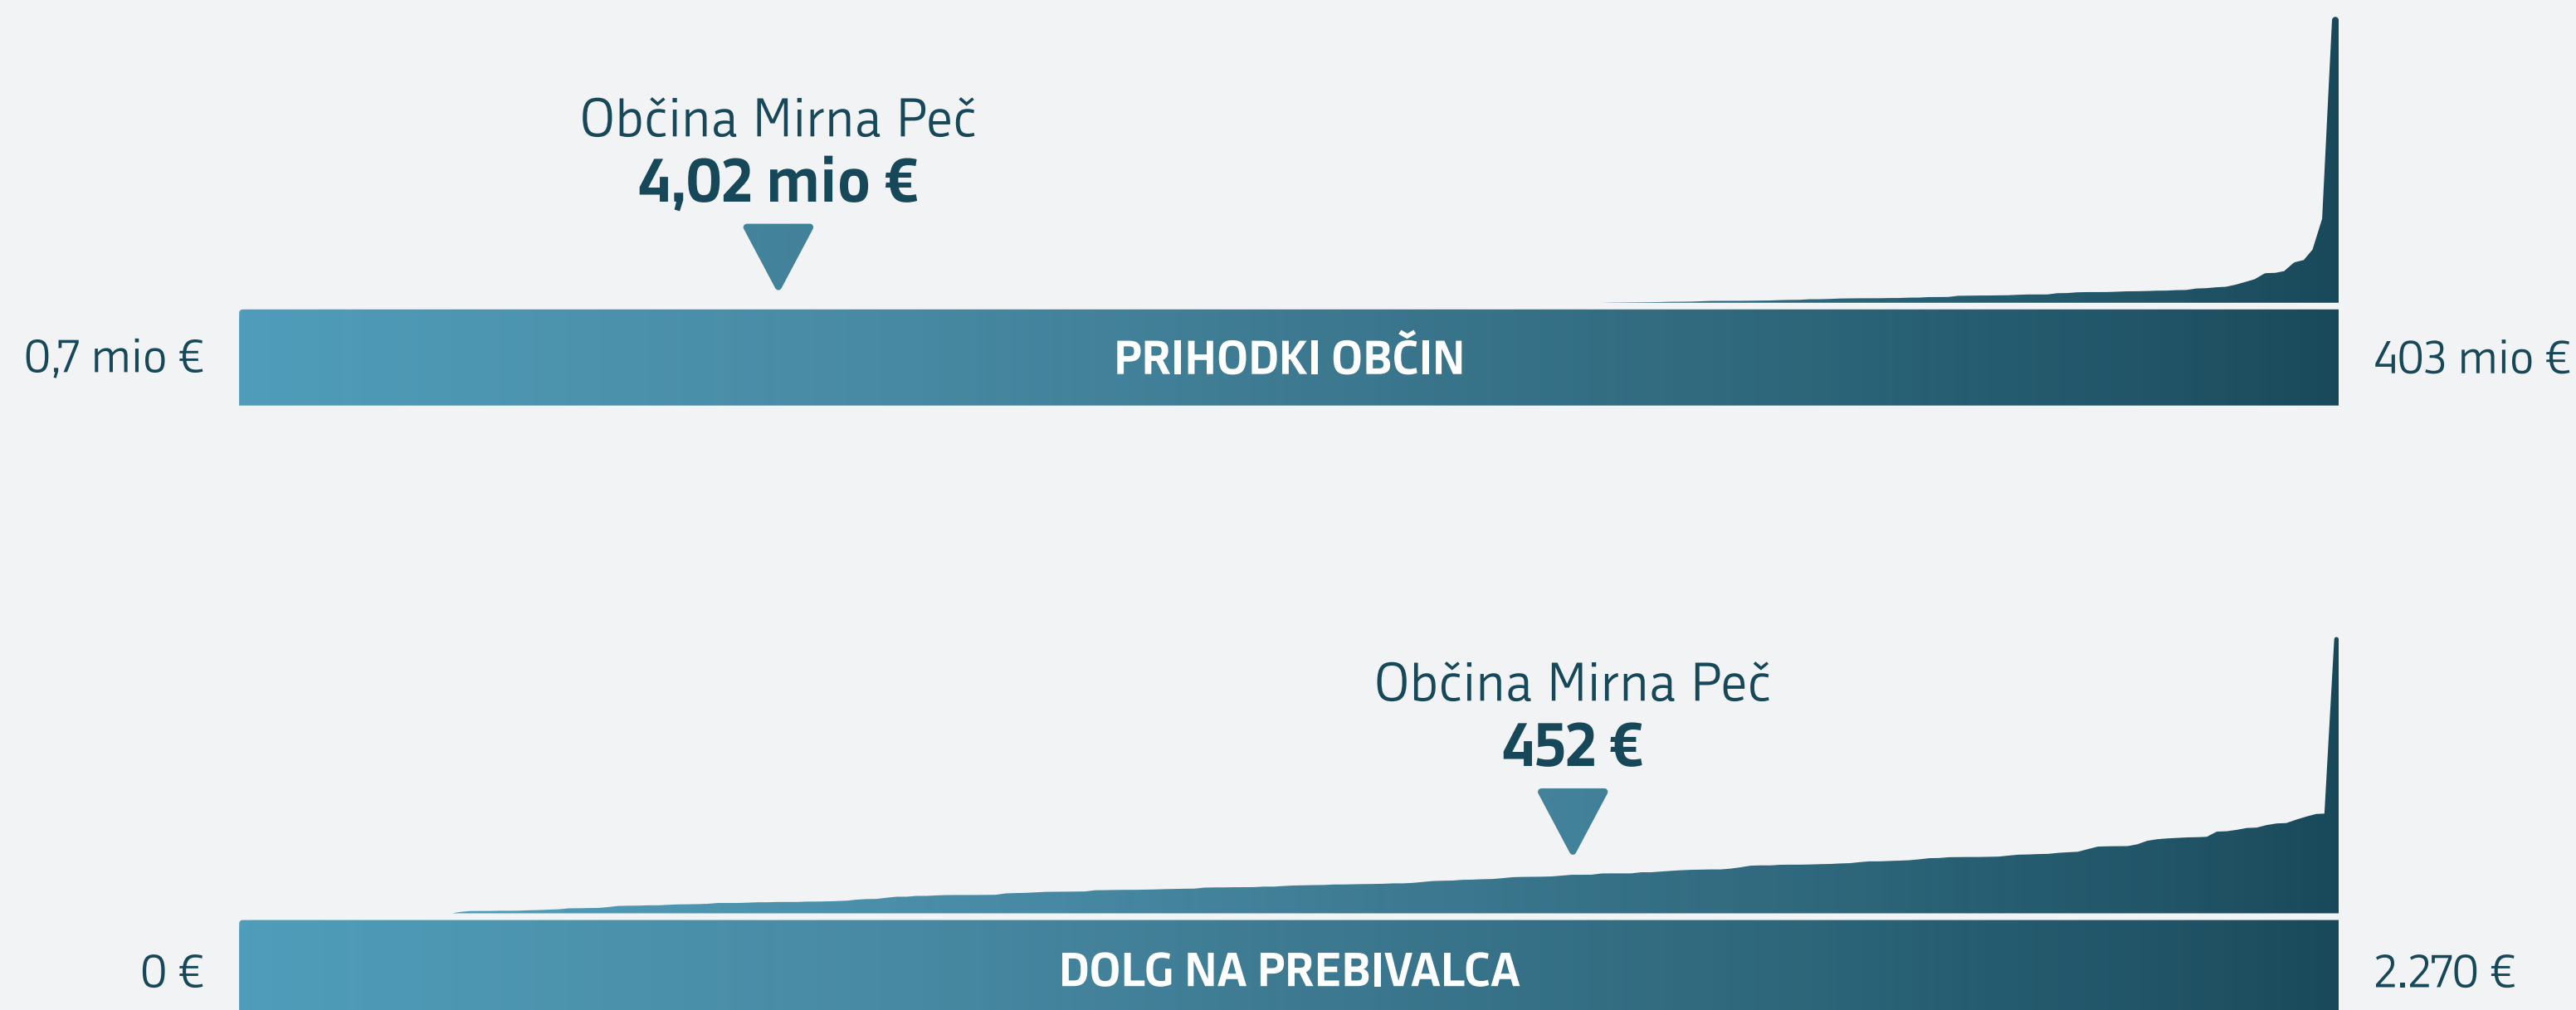 Občina Mirna Peč
4,02 mio €
0,7 mio €
PRIHODKI OBČIN
403 mio €
Občina Mirna Peč
452 €
0 €
DOLG NA PREBIVALCA
2.270 €